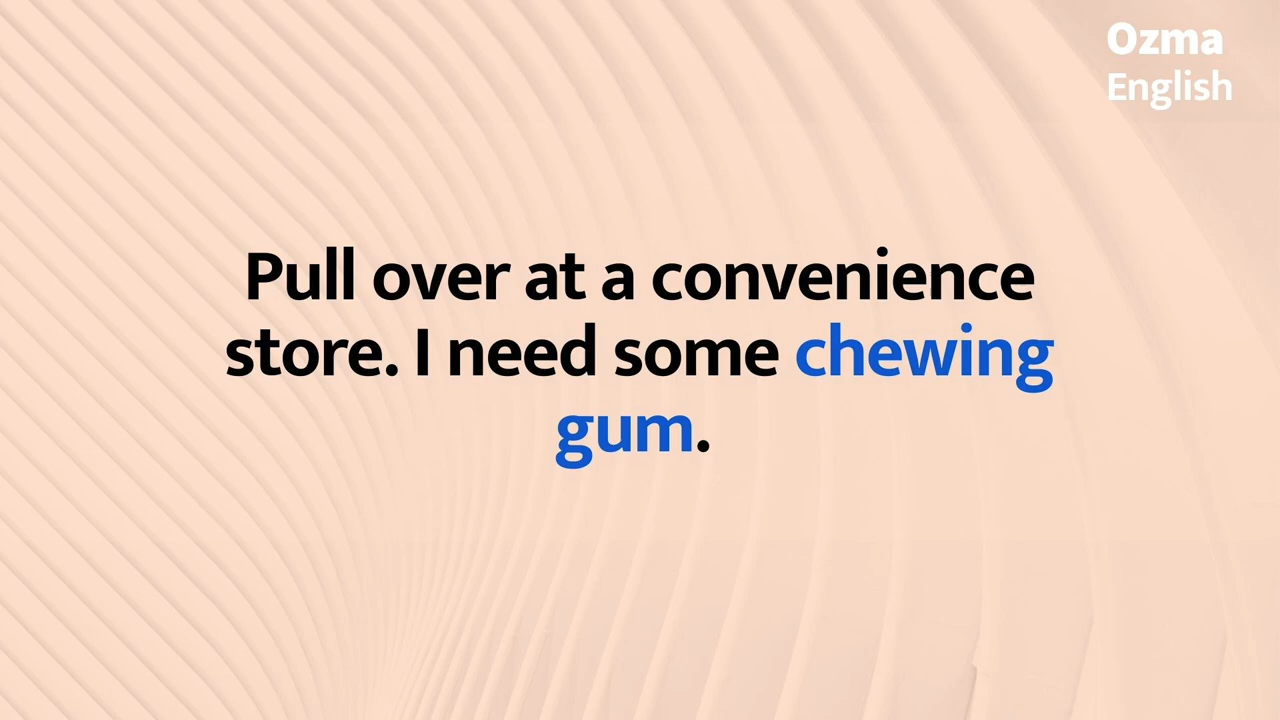 Ozma
English
Pull over at a convenience
store. I need some chewing
gum.